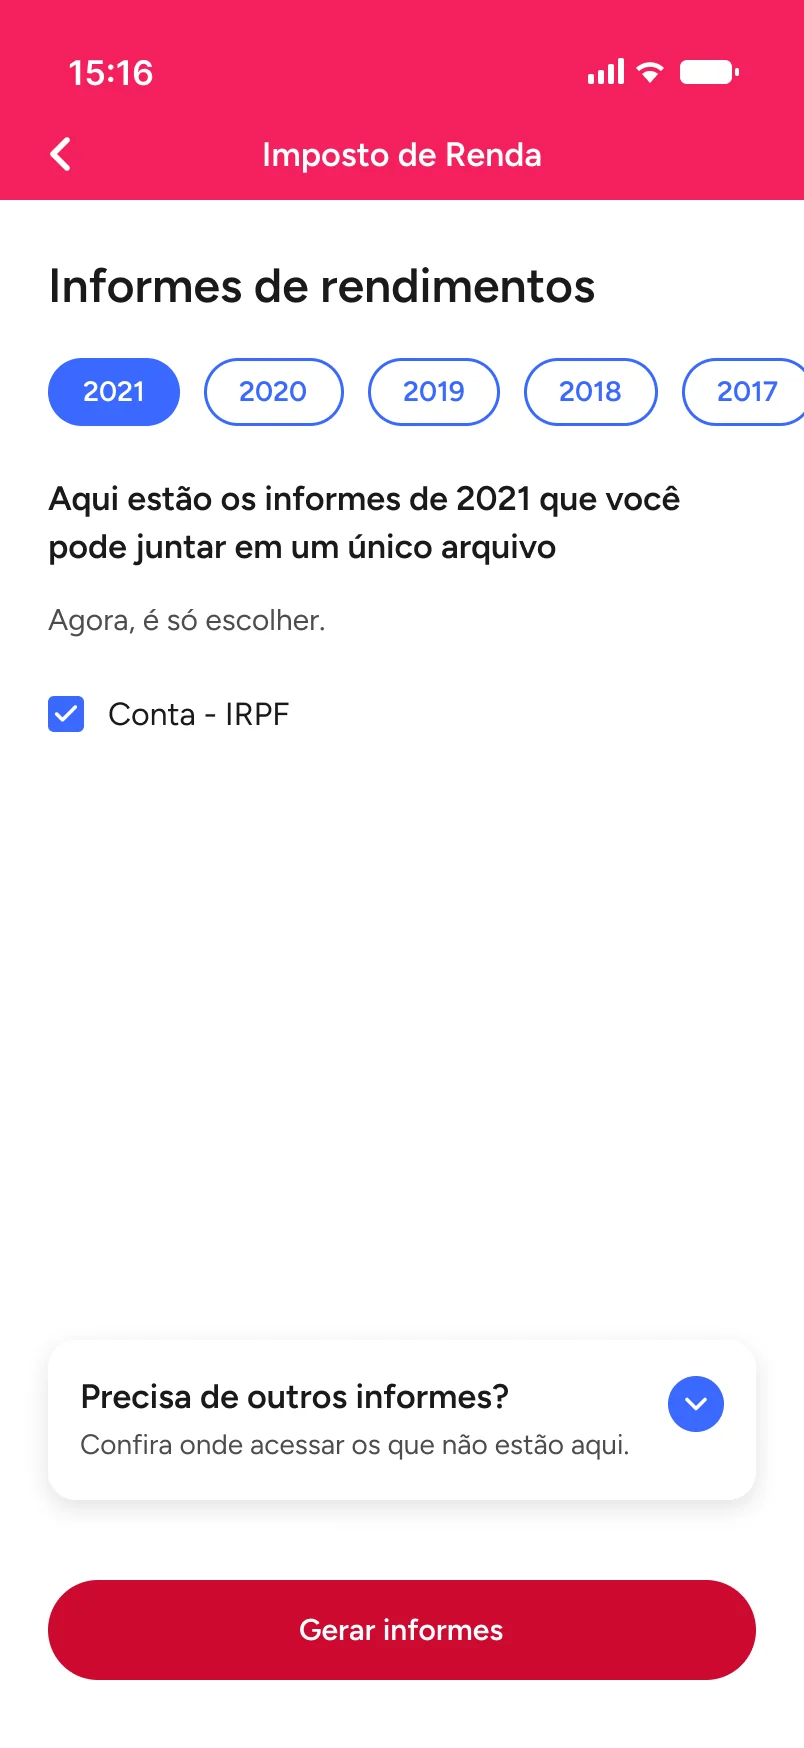 15:16
Imposto de Renda
Informes de rendimentos
2021 2020 2019 2018 2017
Aqui estão os informes de 2021 que você
pode juntar em um único arquivo
Agora, é só escolher.
Conta - IRPF
Precisa de outros informes?
Confira onde acessar os que não estão aqui.
Gerar informes